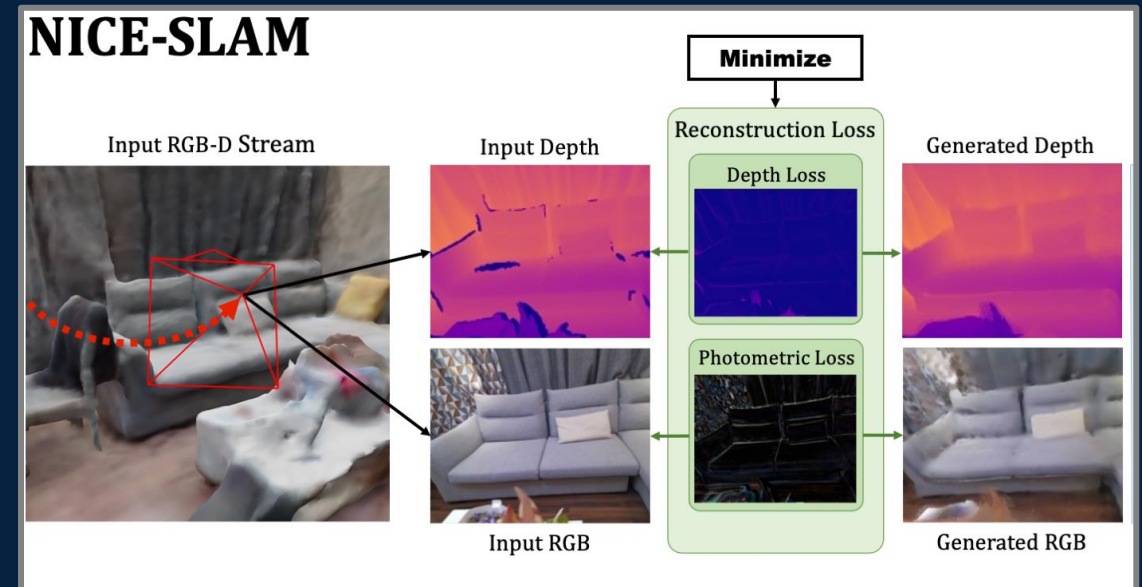 NICE-SLAM
Minimize
Input RGB-D Stream
Input Depth
Reconstruction Loss
Generated Depth
Depth Loss
Photometric Loss
Input RGB
Generated RGB